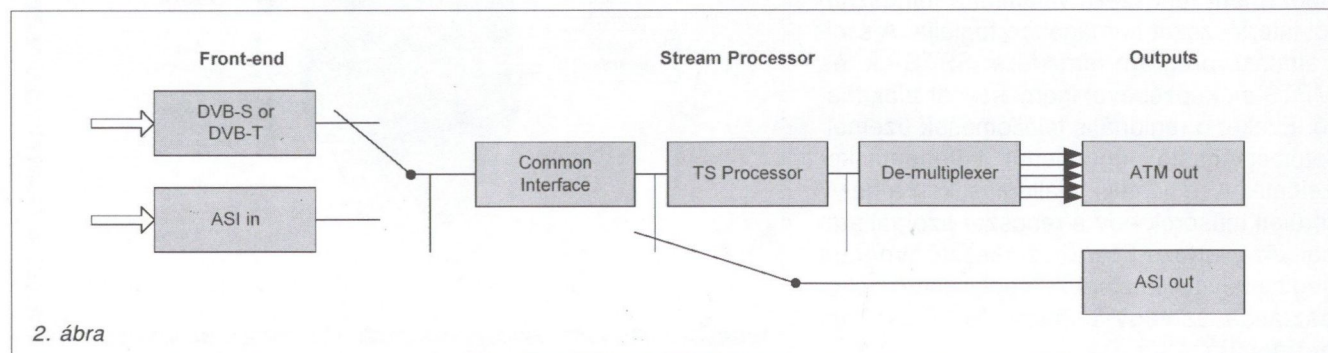 Front-end
Stream Processor
Outputs
DVB-S or
DVB-T
ASI in
Common
Interface
TS Processor
De-multiplexer
ATM out
ASI out
2. ábra